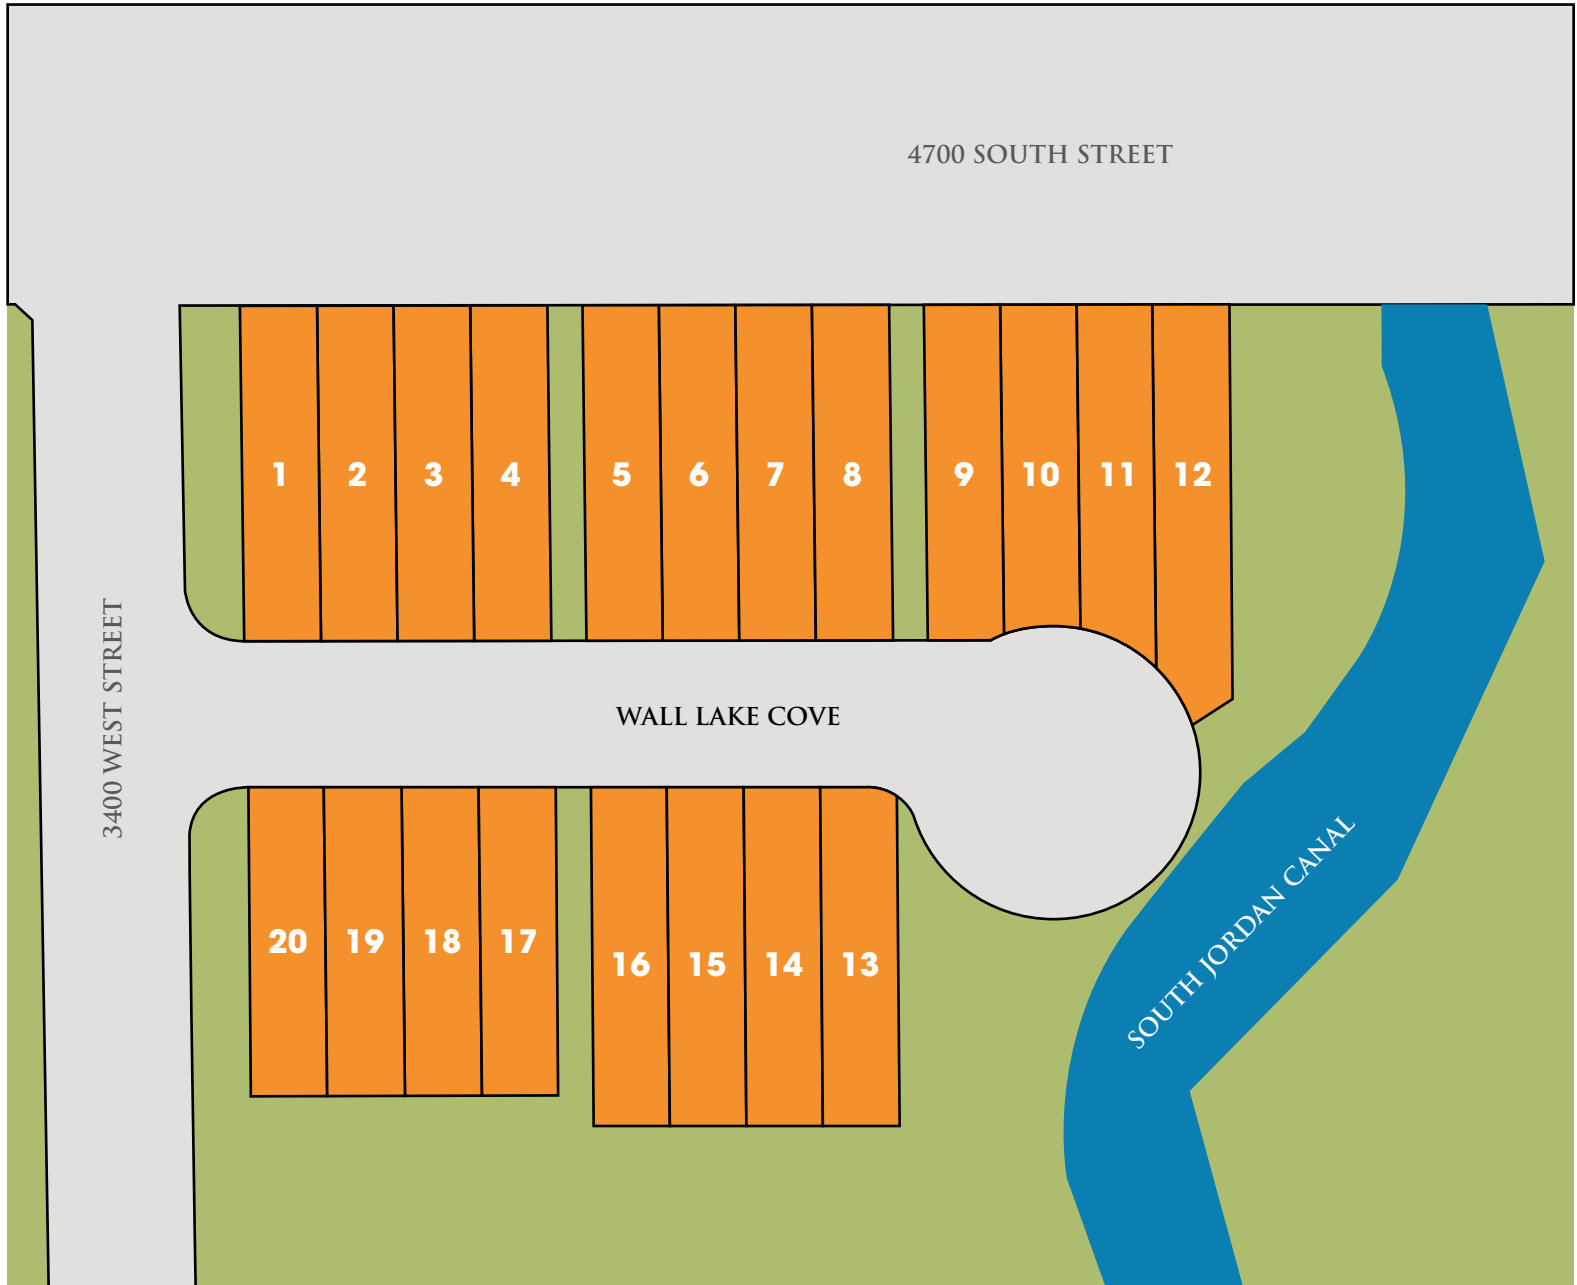 4700 SOUTH STREET
1 2 3 4 5 6 7 8 9 10 11 12
3400 WEST STREET
WALL LAKE COVE
20 19 18 17 16 15 14 13
SOUTH JORDAN CANAL